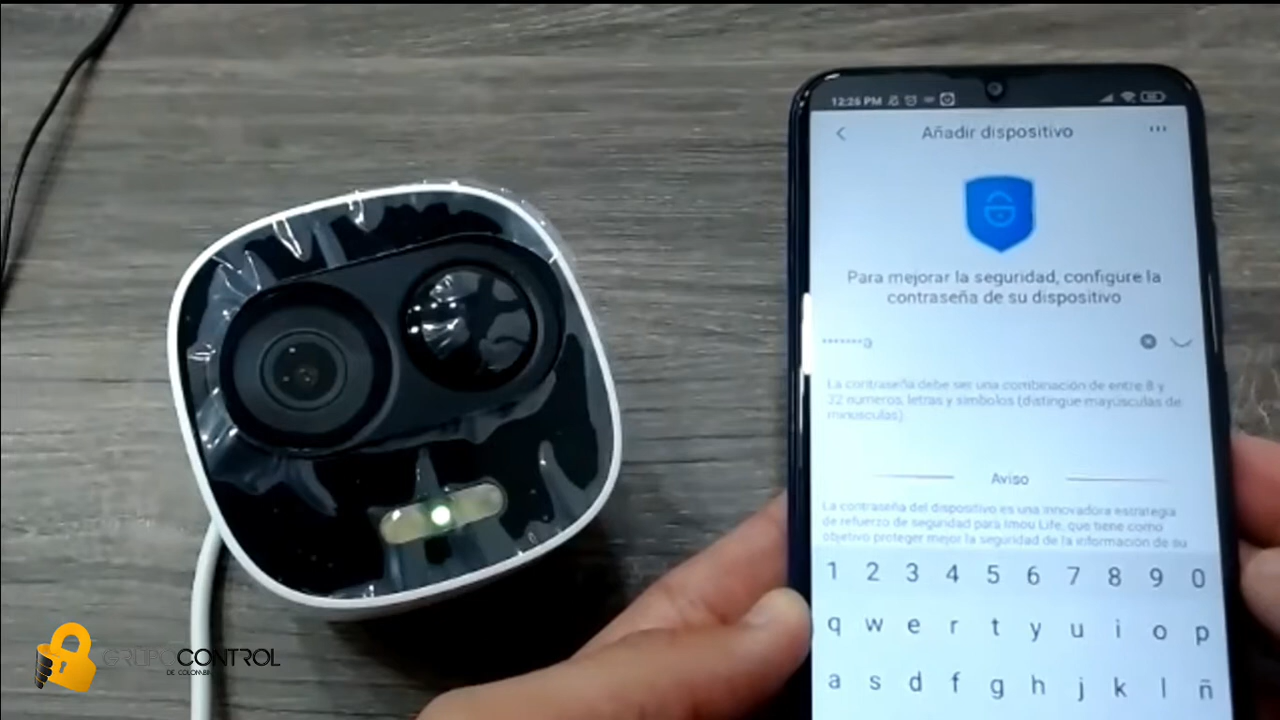 12:26 PM
Añadir dispositivo
Para mejorar la seguridad, configure la
contraseña de su dispositivo
•••••••a
La contraseña debe ser una combinación de entre 8 y
32 números, letras y símbolos (distingue mayúsculas de
minúsculas).
Aviso
La contraseña del dispositivo es una innovadora estrategia
de refuerzo de seguridad para Imou Life, que tiene como
objetivo proteger mejor la seguridad de la información de su
1 2 3 4 5 6 7 8 9 0
q w e r t y u i o p
a s d f g h j k l ñ
GRUPO CONTROL
DE COLOMBIA